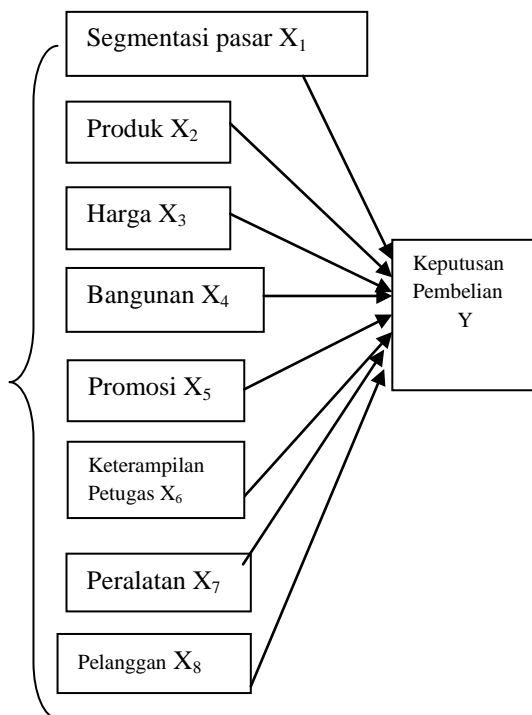 Segmentasi pasar X₁
Produk X₂
Harga X₃
Bangunan X₄
Promosi X₅
Keterampilan
Petugas X₆
Peralatan X₇
Pelanggan X₈
Keputusan
Pembelian
Y